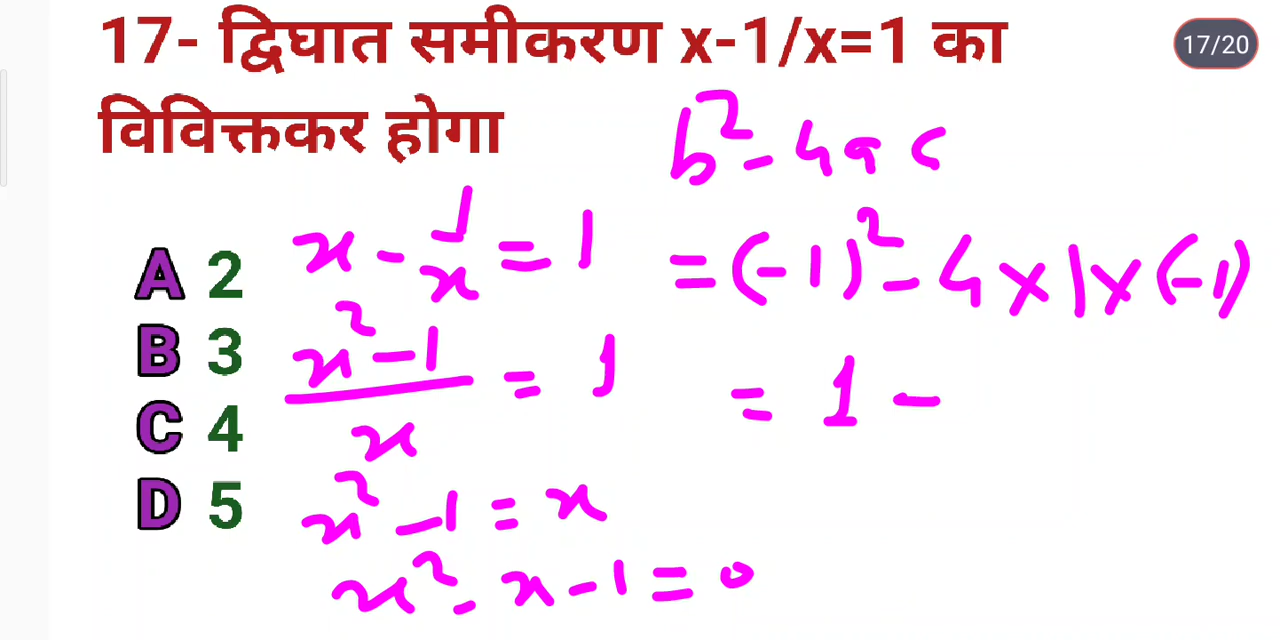 17- द्विघात समीकरण x-1/x=1 का
विविक्तकर होगा
17/20
A 2
B 3
C 4
D 5
x - 1/x = 1
x² - 1 / x = 1
x² - 1 = x
x² - x - 1 = 0
b² - 4ac
= (-1)² - 4 × 1 × (-1)
= 1 -